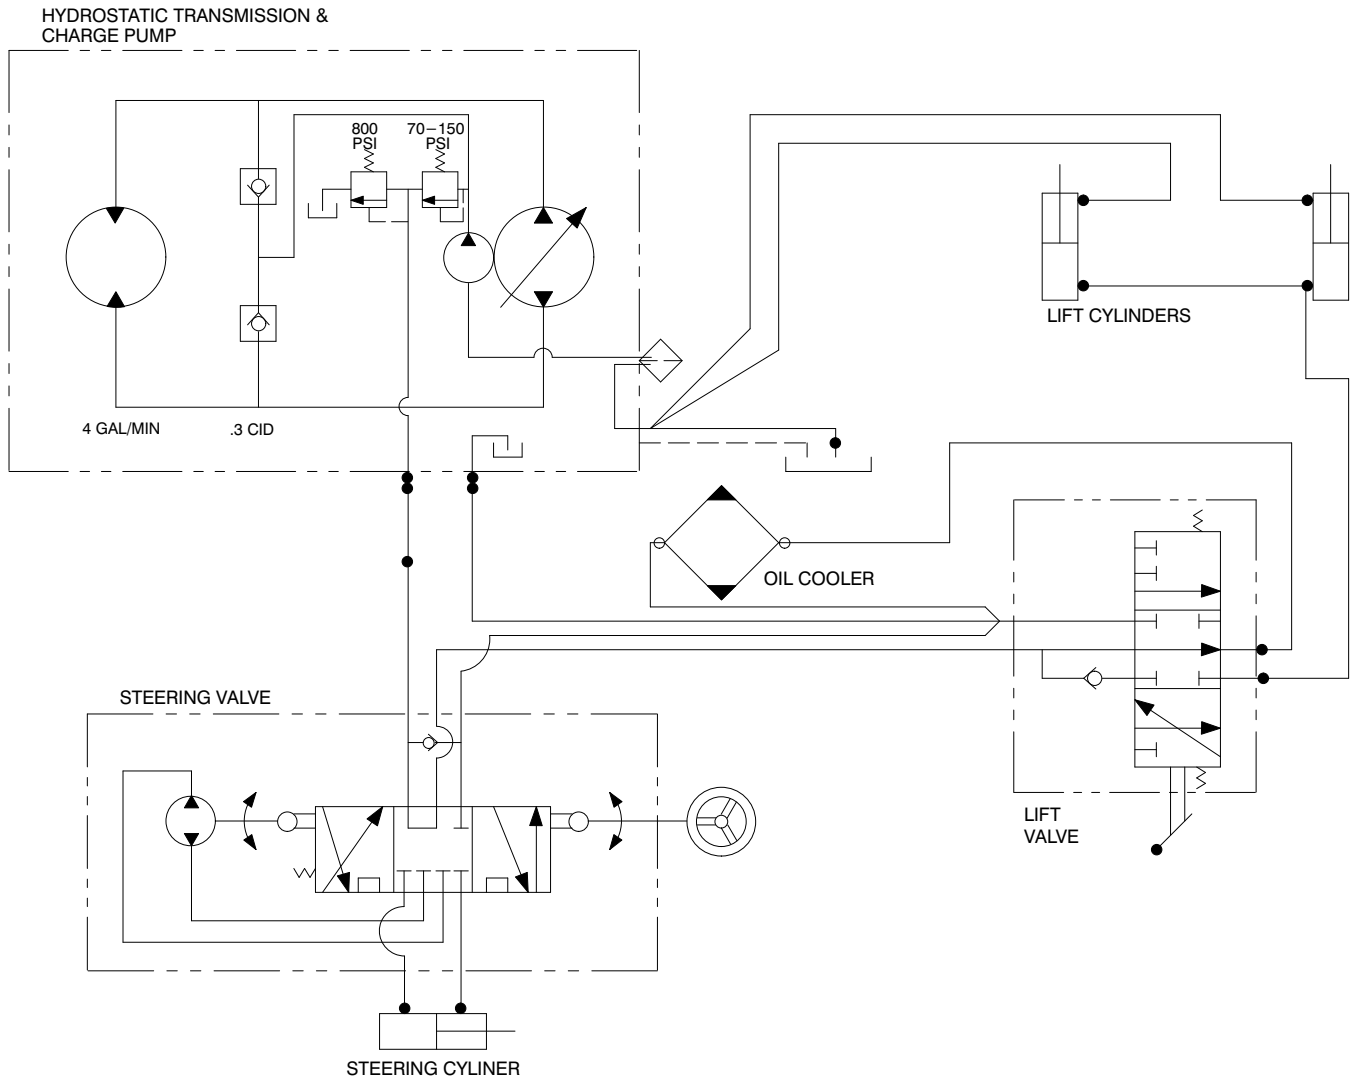 HYDROSTATIC TRANSMISSION &
CHARGE PUMP
800
PSI
70–150
PSI
4 GAL/MIN
.3 CID
LIFT CYLINDERS
OIL COOLER
STEERING VALVE
LIFT
VALVE
STEERING CYLINER